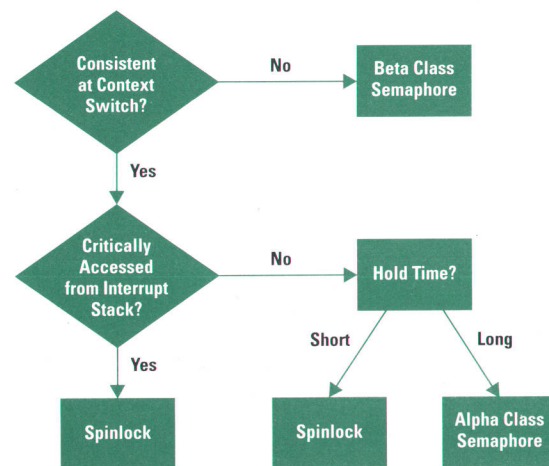 Consistent
at Context
Switch?
No
Beta Class
Semaphore
Yes
Critically
Accessed
from Interrupt
Stack?
No
Hold Time?
Short
Long
Yes
Spinlock
Spinlock
Alpha Class
Semaphore